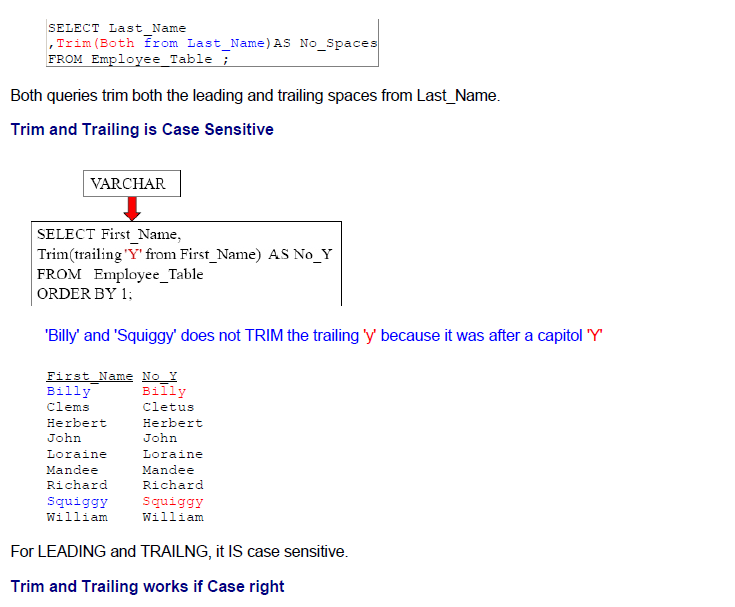 SELECT Last_Name
,Trim(Both from Last_Name)AS No_Spaces
FROM Employee_Table ;
Both queries trim both the leading and trailing spaces from Last_Name.
Trim and Trailing is Case Sensitive
VARCHAR
SELECT First_Name,
Trim(trailing 'Y' from First_Name) AS No_Y
FROM Employee_Table
ORDER BY 1;
'Billy' and 'Squiggy' does not TRIM the trailing 'y' because it was after a capitol 'Y'
First_Name No_Y
Billy Billy
Clems Cletus
Herbert Herbert
John John
Loraine Loraine
Mandee Mandee
Richard Richard
Squiggy Squiggy
William William
For LEADING and TRAILNG, it IS case sensitive.
Trim and Trailing works if Case right